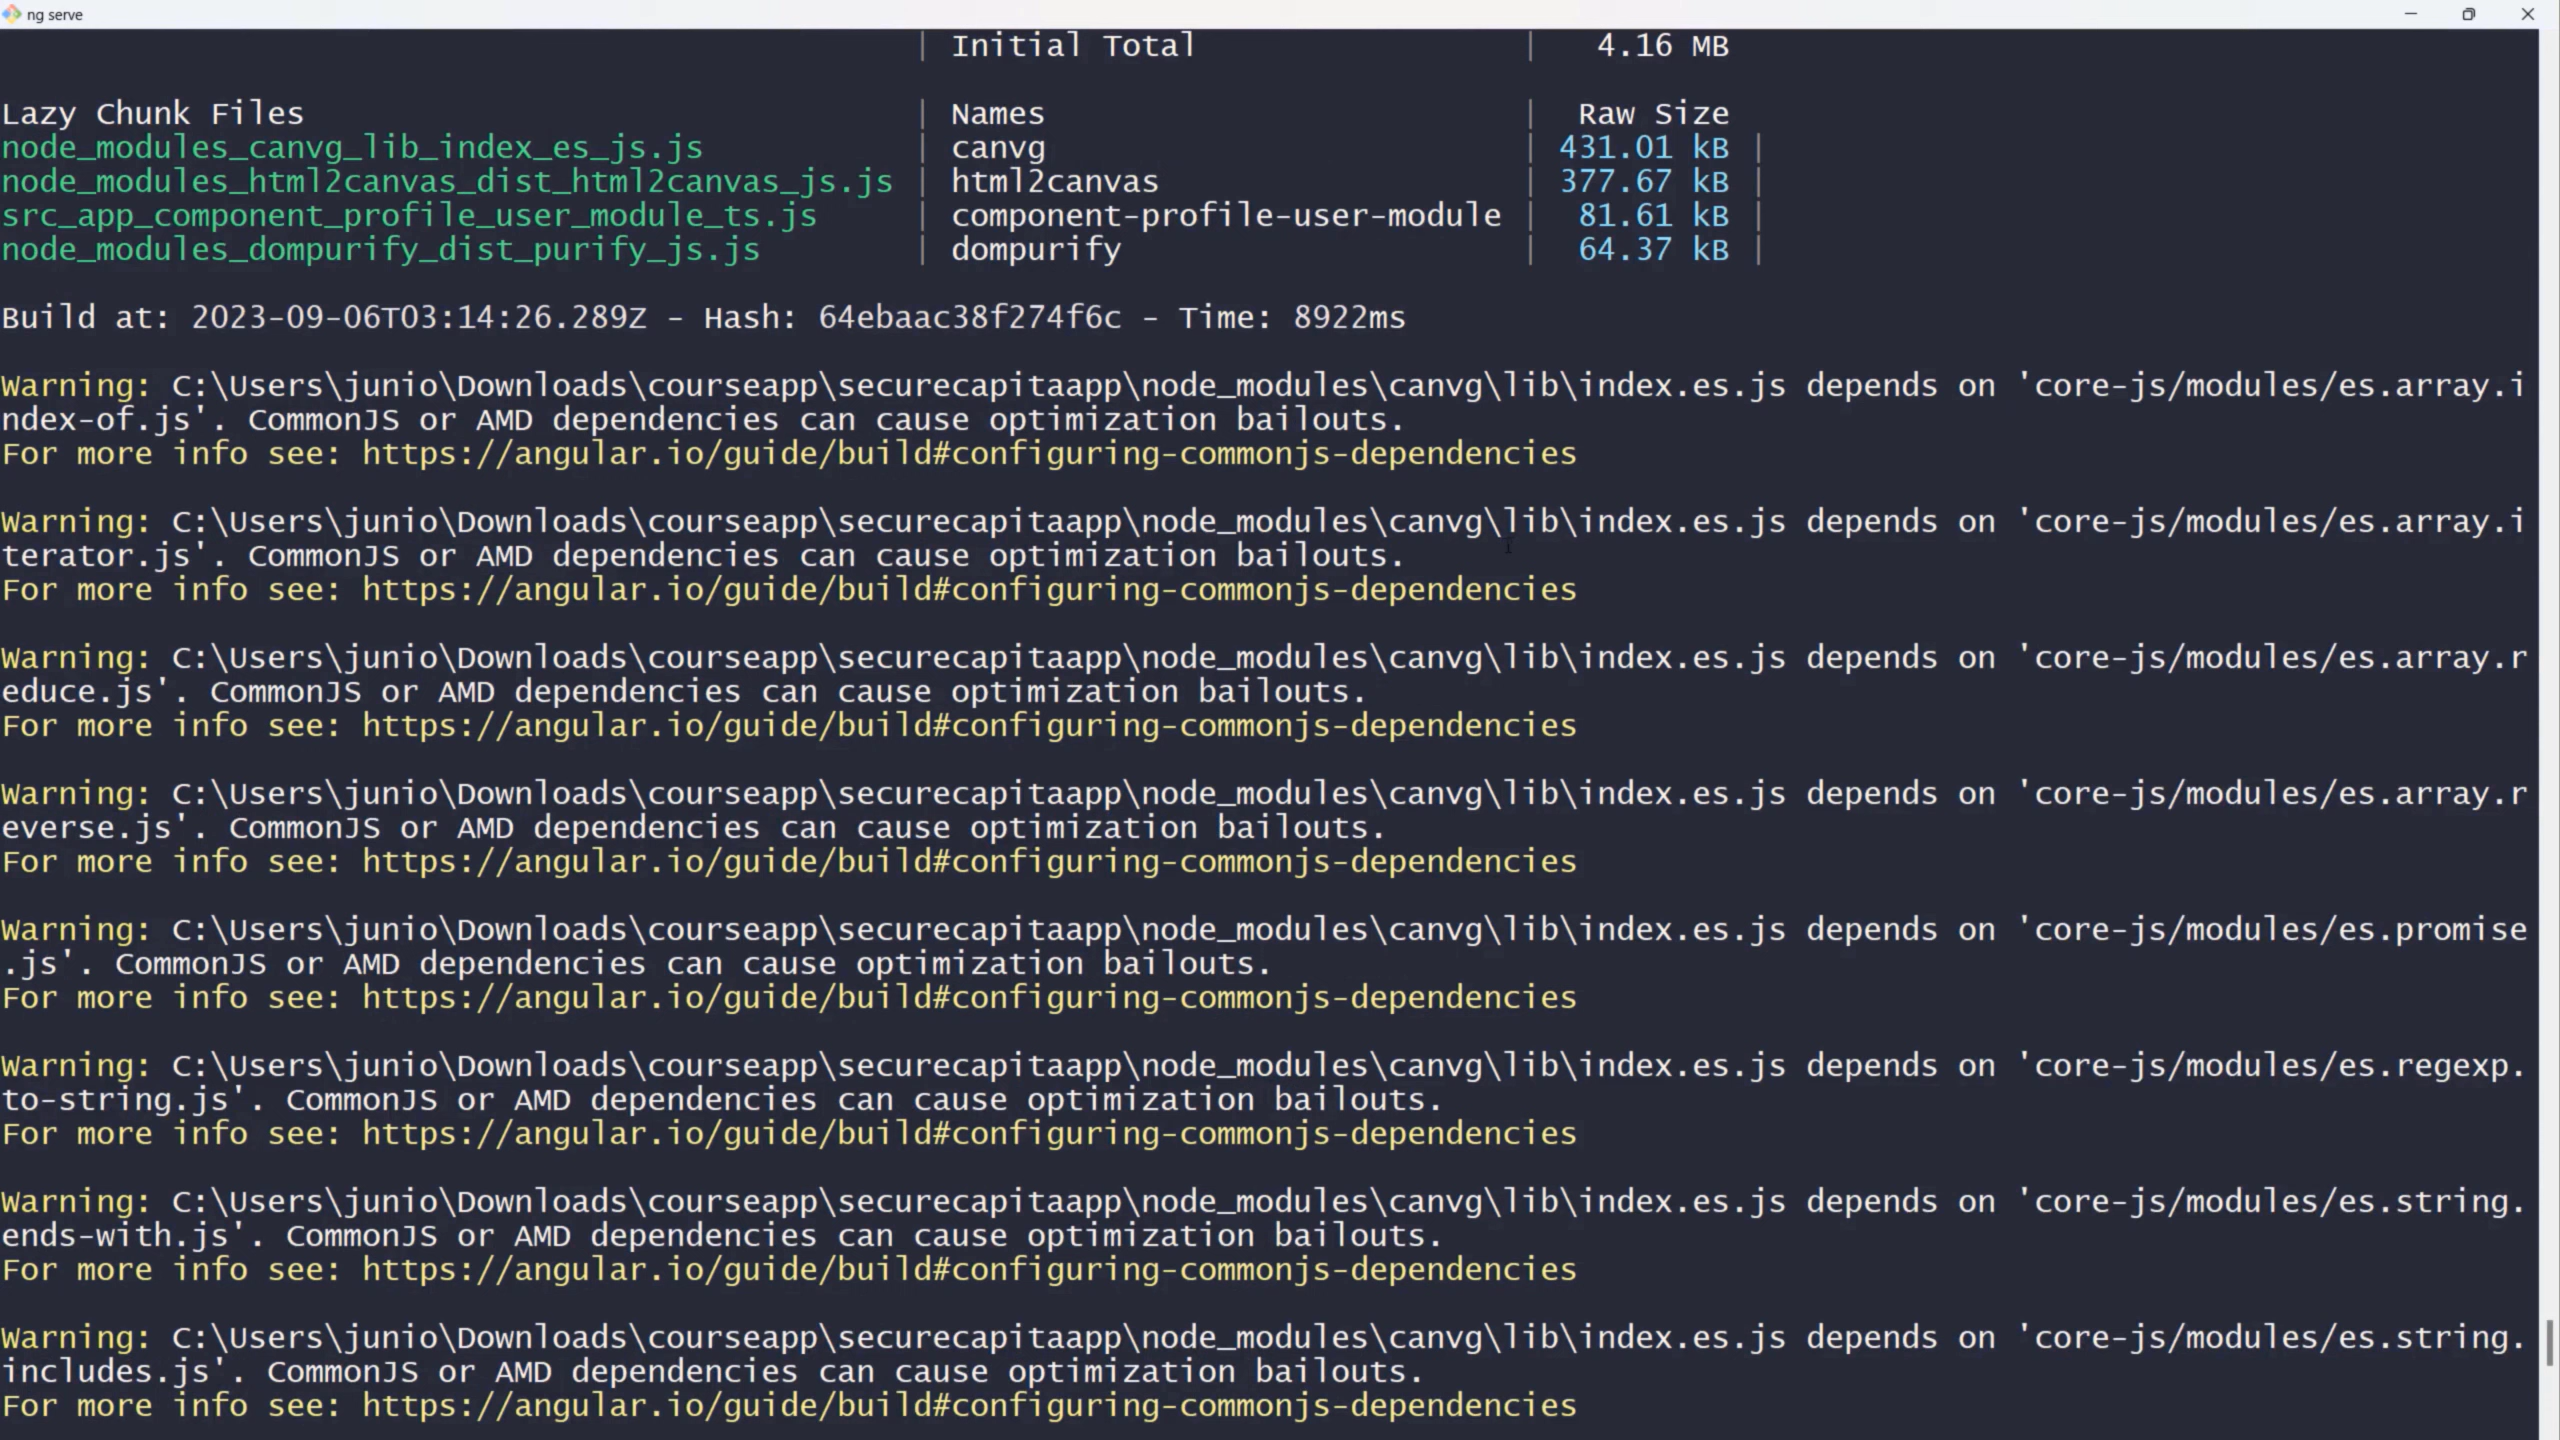 ng serve
| Initial Total | 4.16 MB
Lazy Chunk Files | Names | Raw Size
node_modules_canvg_lib_index_es_js.js | canvg | 431.01 kB |
node_modules_html2canvas_dist_html2canvas_js.js | html2canvas | 377.67 kB |
src_app_component_profile_user_module_ts.js | component-profile-user-module | 81.61 kB |
node_modules_dompurify_dist_purify_js.js | dompurify | 64.37 kB |
Build at: 2023-09-06T03:14:26.289Z - Hash: 64ebaac38f274f6c - Time: 8922ms
Warning: C:\Users\junio\Downloads\courseapp\securecapitaapp\node_modules\canvg\lib\index.es.js depends on 'core-js/modules/es.array.i
ndex-of.js'. CommonJS or AMD dependencies can cause optimization bailouts.
For more info see: https://angular.io/guide/build#configuring-commonjs-dependencies
Warning: C:\Users\junio\Downloads\courseapp\securecapitaapp\node_modules\canvg\lib\index.es.js depends on 'core-js/modules/es.array.i
terator.js'. CommonJS or AMD dependencies can cause optimization bailouts.
For more info see: https://angular.io/guide/build#configuring-commonjs-dependencies
Warning: C:\Users\junio\Downloads\courseapp\securecapitaapp\node_modules\canvg\lib\index.es.js depends on 'core-js/modules/es.array.r
educe.js'. CommonJS or AMD dependencies can cause optimization bailouts.
For more info see: https://angular.io/guide/build#configuring-commonjs-dependencies
Warning: C:\Users\junio\Downloads\courseapp\securecapitaapp\node_modules\canvg\lib\index.es.js depends on 'core-js/modules/es.array.r
everse.js'. CommonJS or AMD dependencies can cause optimization bailouts.
For more info see: https://angular.io/guide/build#configuring-commonjs-dependencies
Warning: C:\Users\junio\Downloads\courseapp\securecapitaapp\node_modules\canvg\lib\index.es.js depends on 'core-js/modules/es.promise
.js'. CommonJS or AMD dependencies can cause optimization bailouts.
For more info see: https://angular.io/guide/build#configuring-commonjs-dependencies
Warning: C:\Users\junio\Downloads\courseapp\securecapitaapp\node_modules\canvg\lib\index.es.js depends on 'core-js/modules/es.regexp.
to-string.js'. CommonJS or AMD dependencies can cause optimization bailouts.
For more info see: https://angular.io/guide/build#configuring-commonjs-dependencies
Warning: C:\Users\junio\Downloads\courseapp\securecapitaapp\node_modules\canvg\lib\index.es.js depends on 'core-js/modules/es.string.
ends-with.js'. CommonJS or AMD dependencies can cause optimization bailouts.
For more info see: https://angular.io/guide/build#configuring-commonjs-dependencies
Warning: C:\Users\junio\Downloads\courseapp\securecapitaapp\node_modules\canvg\lib\index.es.js depends on 'core-js/modules/es.string.
includes.js'. CommonJS or AMD dependencies can cause optimization bailouts.
For more info see: https://angular.io/guide/build#configuring-commonjs-dependencies